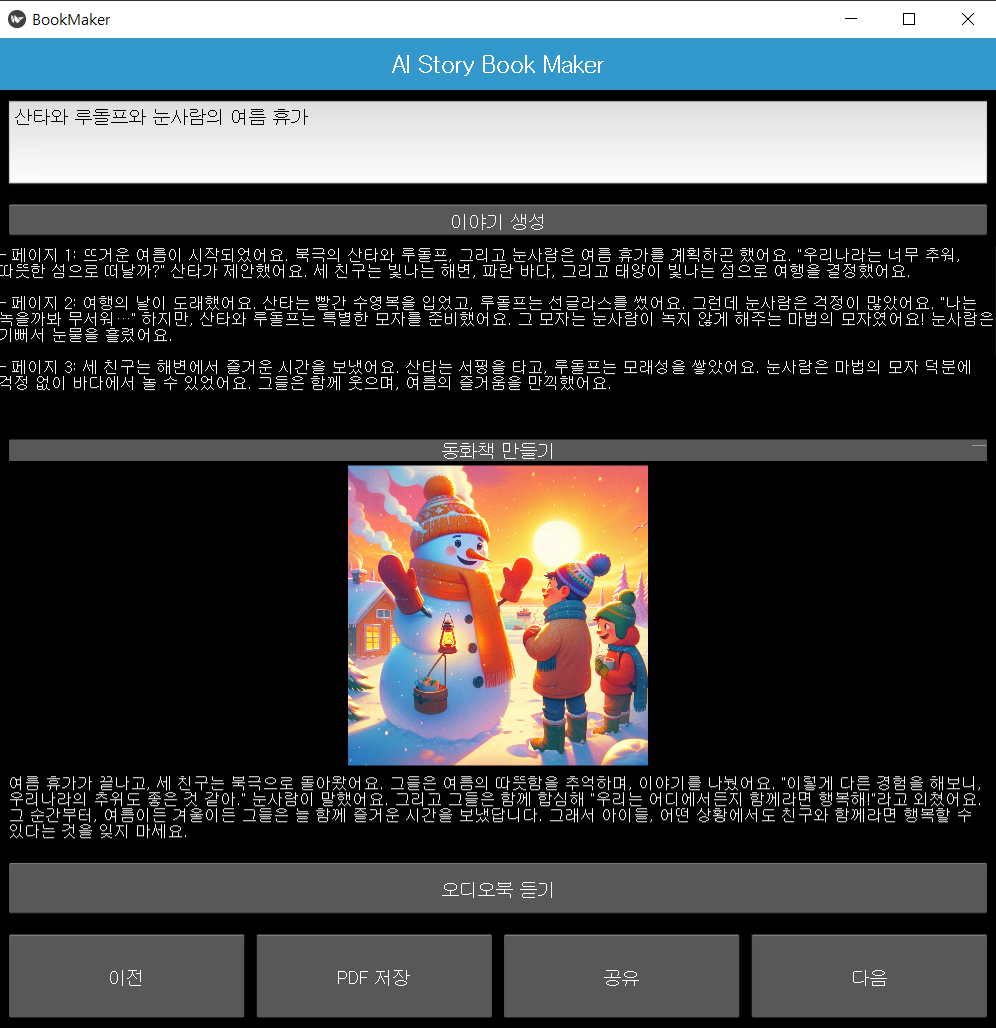 BookMaker
AI Story Book Maker
산타와 루돌프와 눈사람의 여름 휴가
이야기 생성
- 페이지 1: 뜨거운 여름이 시작되었어요. 북극의 산타와 루돌프, 그리고 눈사람은 여름 휴가를 계획하곤 했어요. "우리나라는 너무 추워,
따뜻한 섬으로 떠날까?" 산타가 제안했어요. 세 친구는 빛나는 해변, 파란 바다, 그리고 태양이 빛나는 섬으로 여행을 결정했어요.
- 페이지 2: 여행의 날이 도래했어요. 산타는 빨간 수영복을 입었고, 루돌프는 선글라스를 썼어요. 그런데 눈사람은 걱정이 많았어요. "나는
녹을까봐 무서워…" 하지만, 산타와 루돌프는 특별한 모자를 준비했어요. 그 모자는 눈사람이 녹지 않게 해주는 마법의 모자였어요! 눈사람은
기뻐서 눈물을 흘렸어요.
- 페이지 3: 세 친구는 해변에서 즐거운 시간을 보냈어요. 산타는 서핑을 타고, 루돌프는 모래성을 쌓았어요. 눈사람은 마법의 모자 덕분에
걱정 없이 바다에서 놀 수 있었어요. 그들은 함께 웃으며, 여름의 즐거움을 만끽했어요.
동화책 만들기
여름 휴가가 끝나고, 세 친구는 북극으로 돌아왔어요. 그들은 여름의 따뜻함을 추억하며, 이야기를 나눴어요. "이렇게 다른 경험을 해보니,
우리나라의 추위도 좋은 것 같아." 눈사람이 말했어요. 그리고 그들은 함께 합심해 "우리는 어디에서든지 함께라면 행복해!"라고 외쳤어요.
그 순간부터, 여름이든 겨울이든 그들은 늘 함께 즐거운 시간을 보냈답니다. 그래서 아이들, 어떤 상황에서도 친구와 함께라면 행복할 수
있다는 것을 잊지 마세요.
오디오북 듣기
이전
PDF 저장
공유
다음